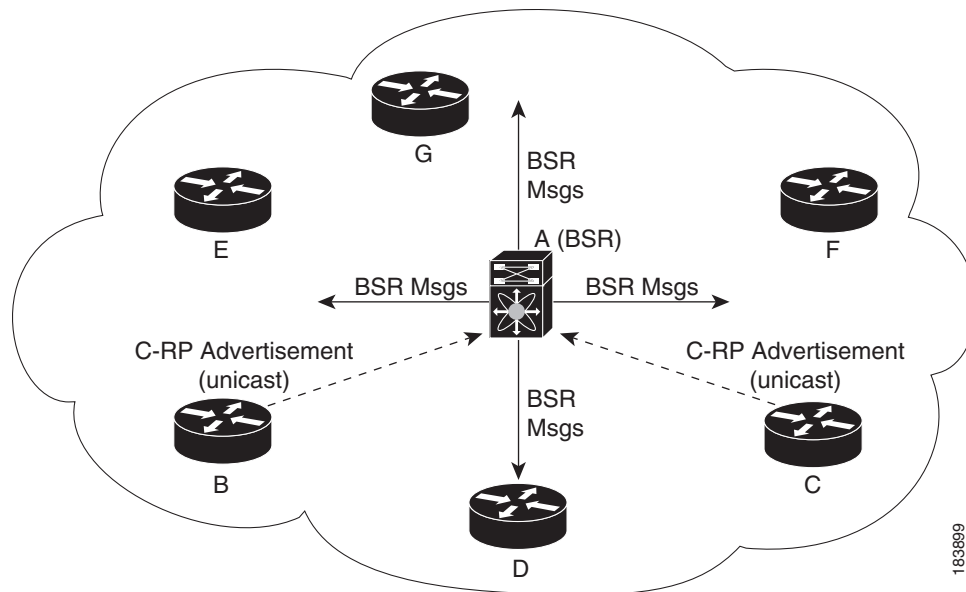 G
BSR
Msgs
E
A (BSR)
F
BSR Msgs
BSR Msgs
C-RP Advertisement
(unicast)
C-RP Advertisement
(unicast)
BSR
Msgs
B
C
D
183899